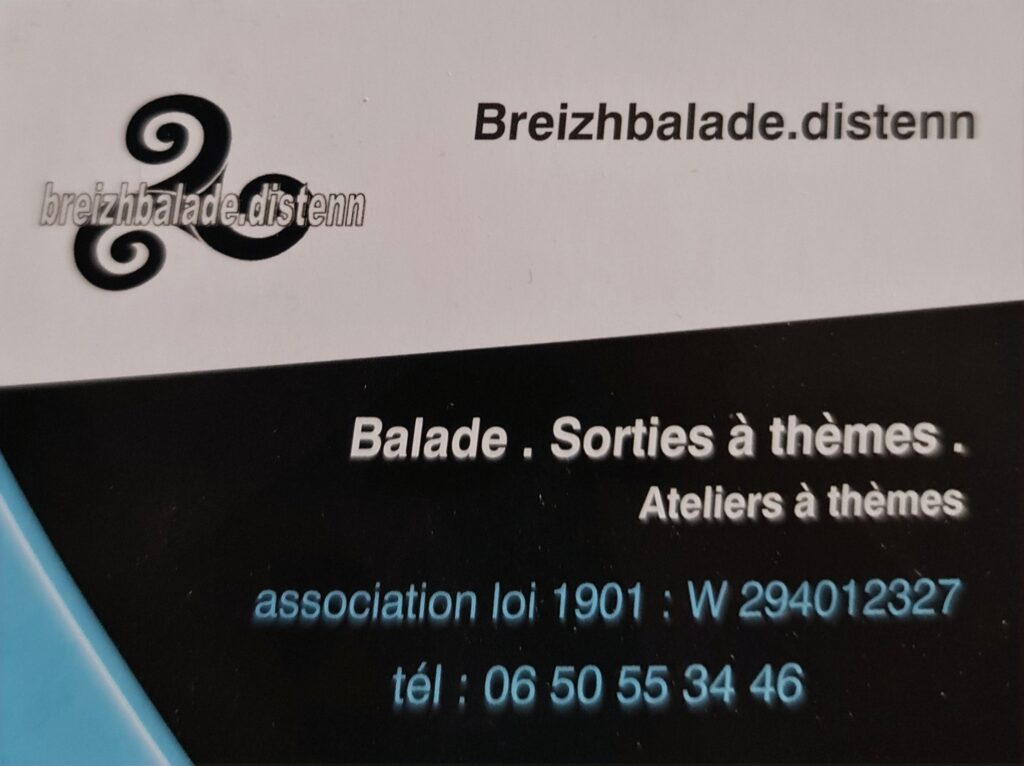 Breizhbalade.distenn
breizhbalade.distenn
Balade . Sorties à thèmes .
Ateliers à thèmes
association loi 1901 : W 294012327
tél : 06 50 55 34 46